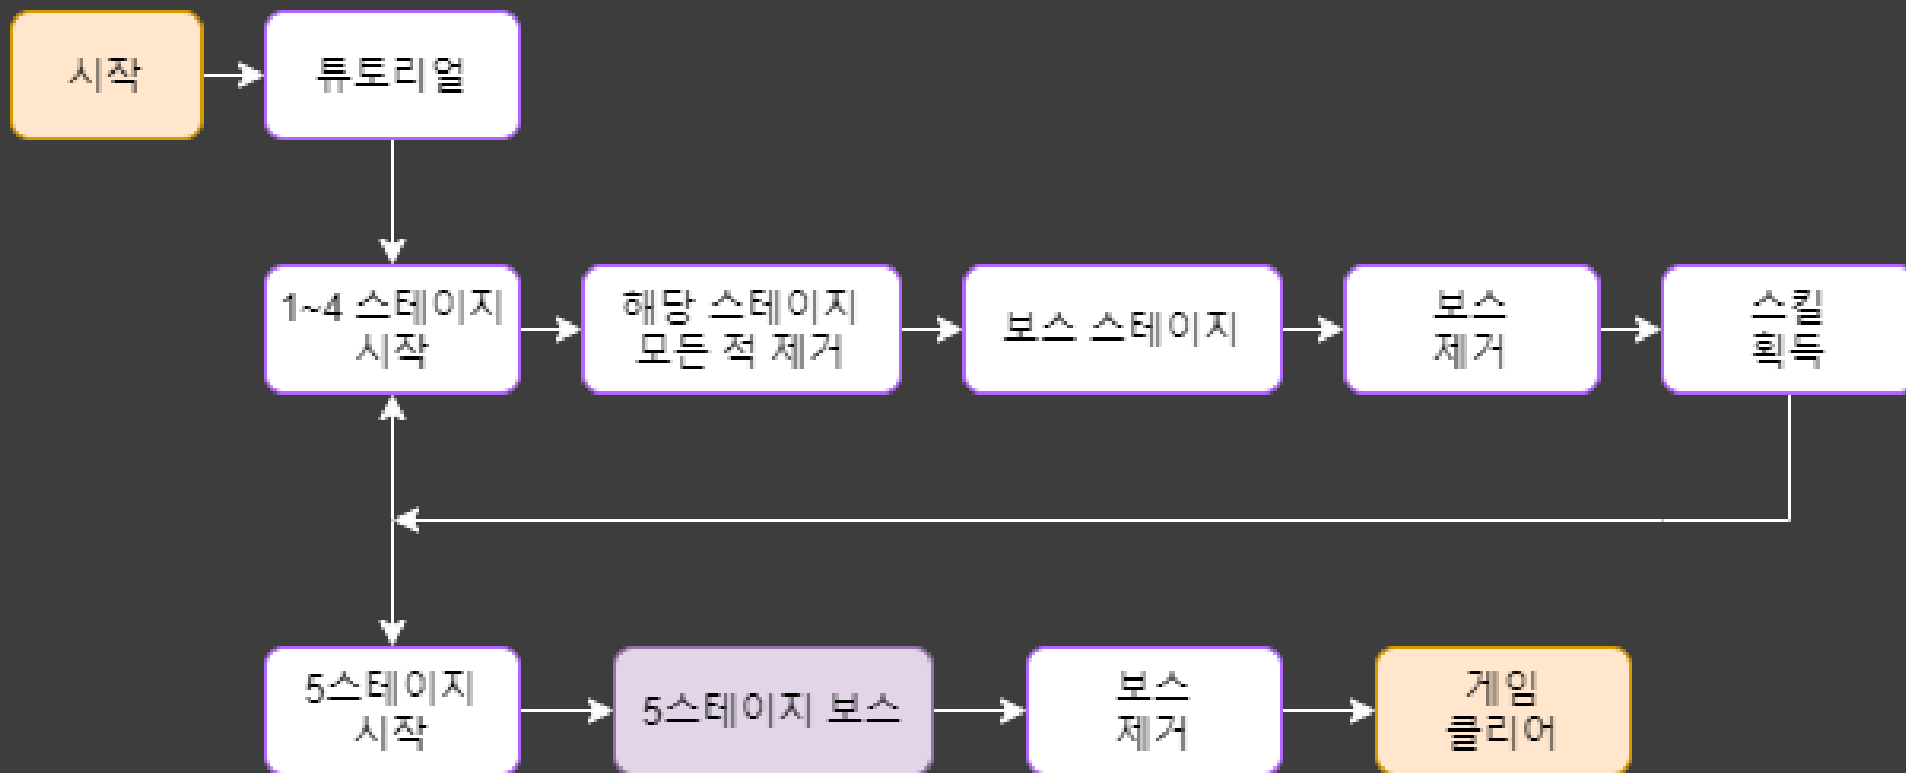 시작
튜토리얼
1~4 스테이지
시작
해당 스테이지
모든 적 제거
보스 스테이지
보스
제거
스킬
획득
5스테이지
시작
5스테이지 보스
보스
제거
게임
클리어